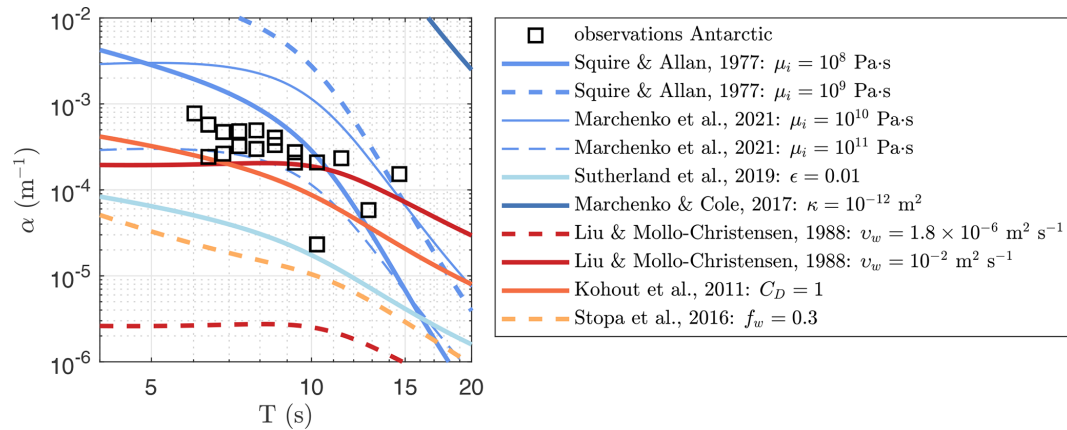 10⁻²
10⁻³
10⁻⁴
10⁻⁵
10⁻⁶
α (m⁻¹)
5
10
15
20
T (s)
observations Antarctic
Squire & Allan, 1977: μᵢ = 10⁸ Pa·s
Squire & Allan, 1977: μᵢ = 10⁹ Pa·s
Marchenko et al., 2021: μᵢ = 10¹⁰ Pa·s
Marchenko et al., 2021: μᵢ = 10¹¹ Pa·s
Sutherland et al., 2019: ϵ = 0.01
Marchenko & Cole, 2017: κ = 10⁻¹² m²
Liu & Mollo-Christensen, 1988: υ_w = 1.8 × 10⁻⁶ m² s⁻¹
Liu & Mollo-Christensen, 1988: υ_w = 10⁻² m² s⁻¹
Kohout et al., 2011: C_D = 1
Stopa et al., 2016: f_w = 0.3